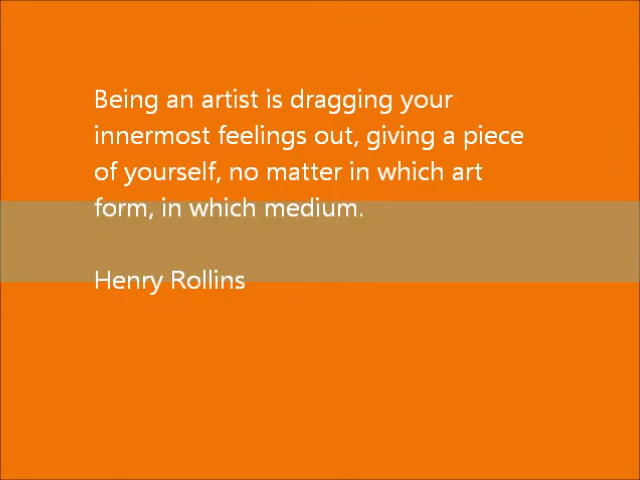 Being an artist is dragging your
innermost feelings out, giving a piece
of yourself, no matter in which art
form, in which medium.
Henry Rollins